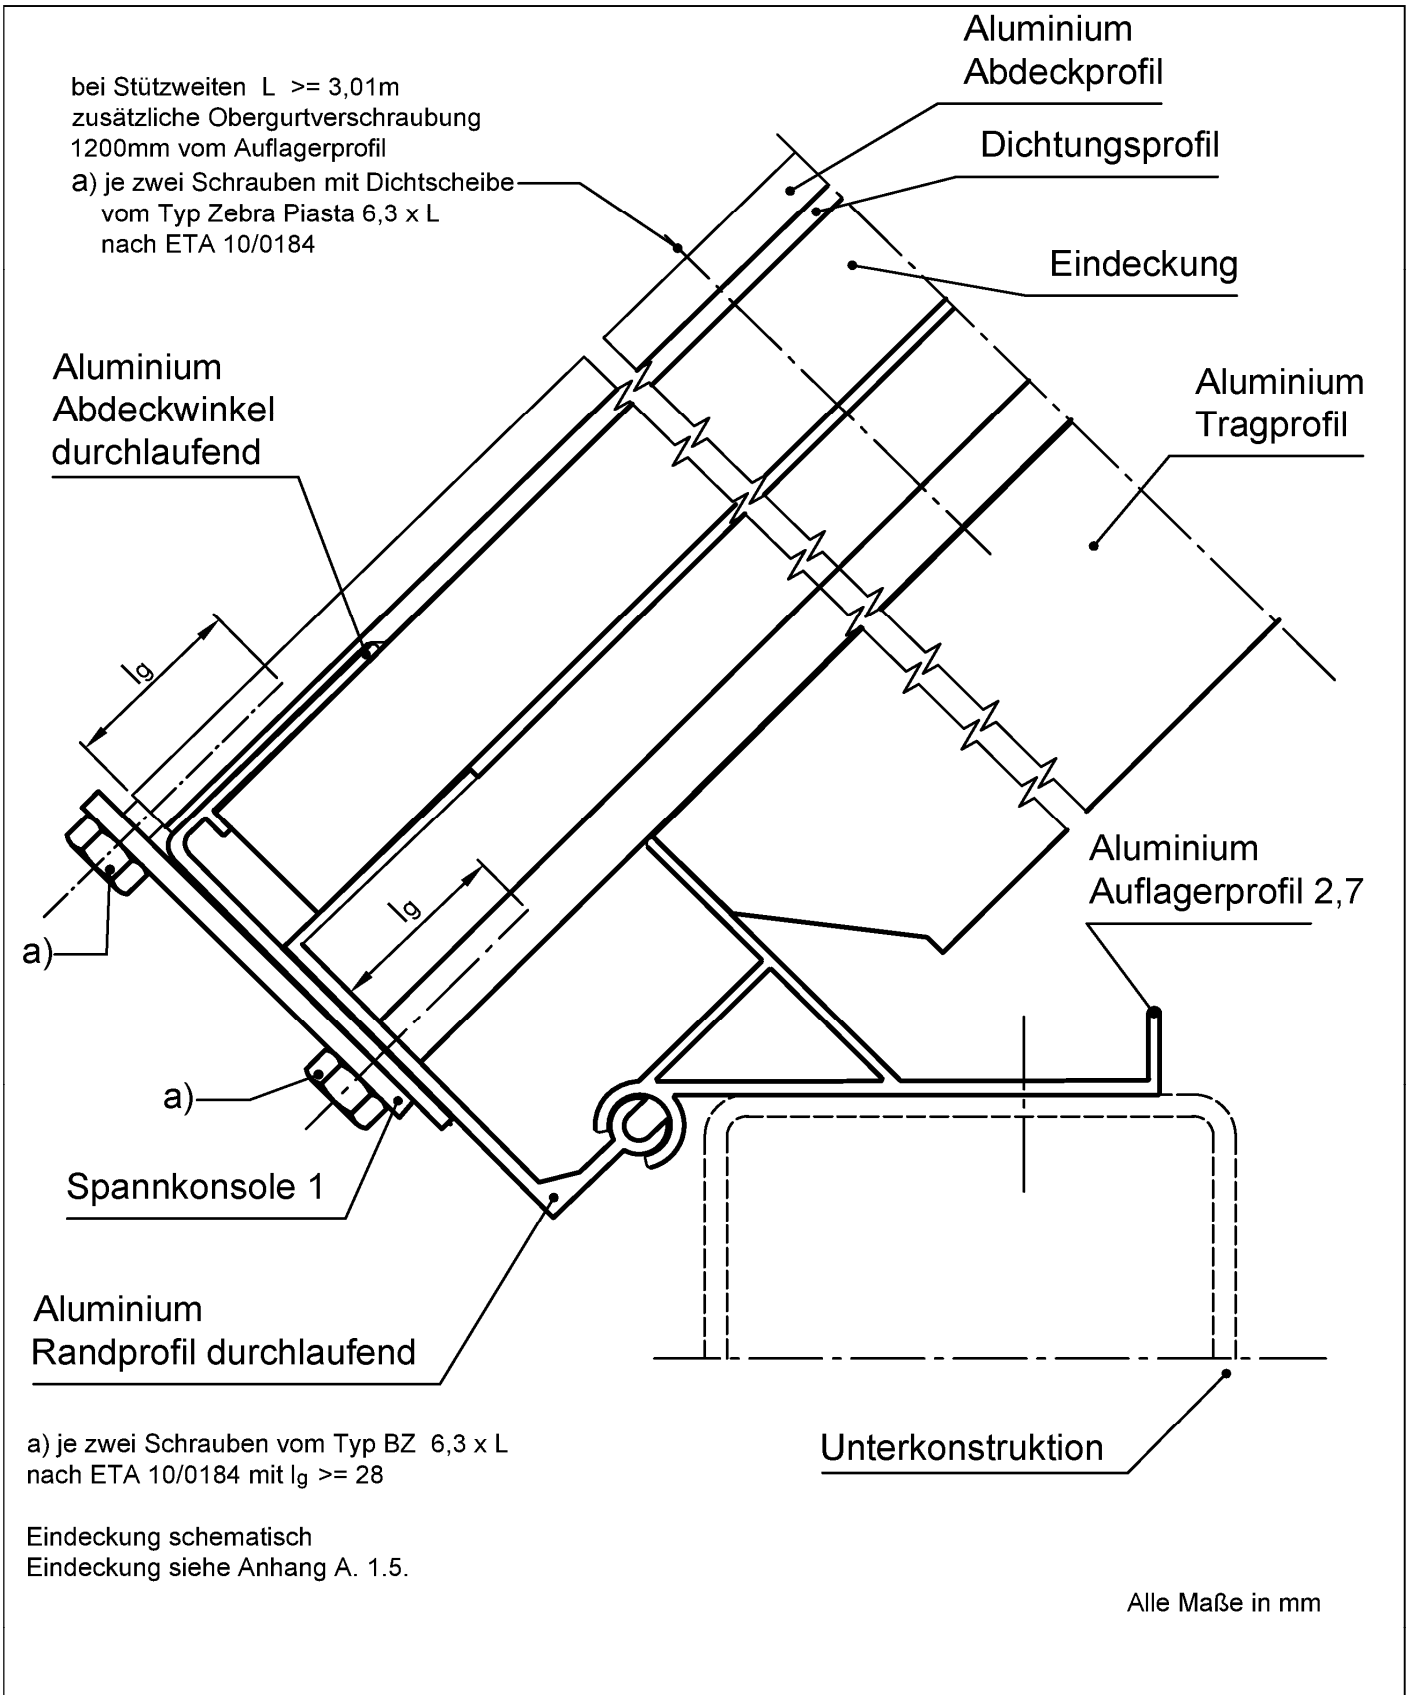 Aluminium
Abdeckprofil
bei Stützweiten L >= 3,01m
zusätzliche Obergurtverschraubung
1200mm vom Auflagerprofil
a) je zwei Schrauben mit Dichtscheibe
vom Typ Zebra Piasta 6,3 x L
nach ETA 10/0184
Dichtungsprofil
Eindeckung
Aluminium
Abdeckwinkel
durchlaufend
Aluminium
Tragprofil
lg
Aluminium
Auflagerprofil 2,7
lg
a)
a)
Spannkonsole 1
Aluminium
Randprofil durchlaufend
Unterkonstruktion
a) je zwei Schrauben vom Typ BZ 6,3 x L
nach ETA 10/0184 mit lg >= 28
Eindeckung schematisch
Eindeckung siehe Anhang A. 1.5.
Alle Maße in mm